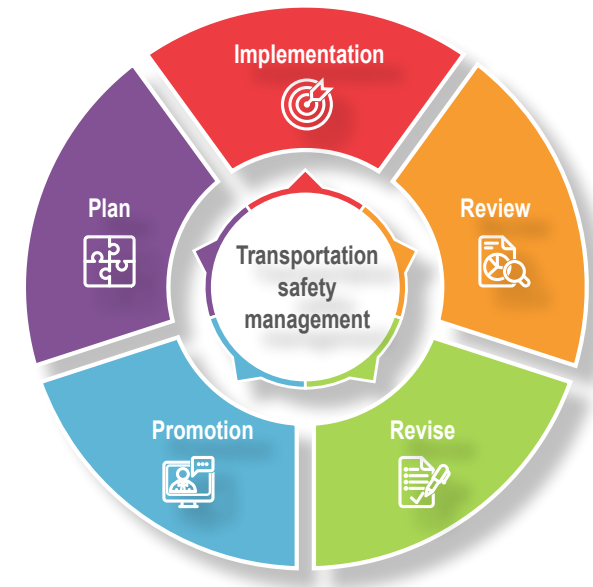 Implementation
Plan
Review
Transportation
safety
management
Promotion
Revise